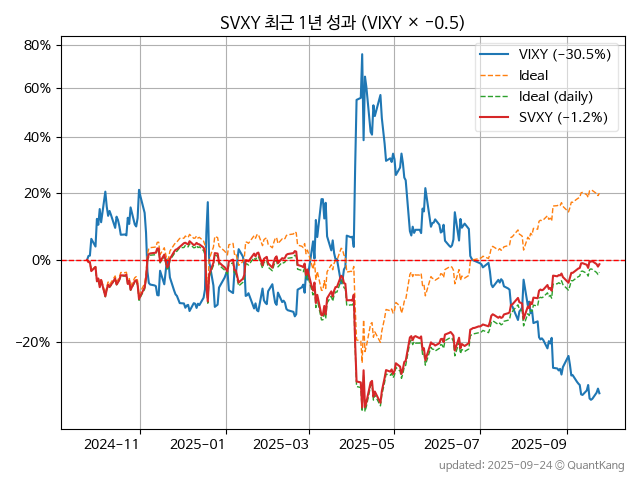 SVXY 최근 1년 성과 (VIXY × −0.5)
80%
60%
40%
20%
0%
−20%
VIXY (−30.5%)
Ideal
Ideal (daily)
SVXY (−1.2%)
2024-11
2025-01
2025-03
2025-05
2025-07
2025-09
updated: 2025-09-24 © QuantKang